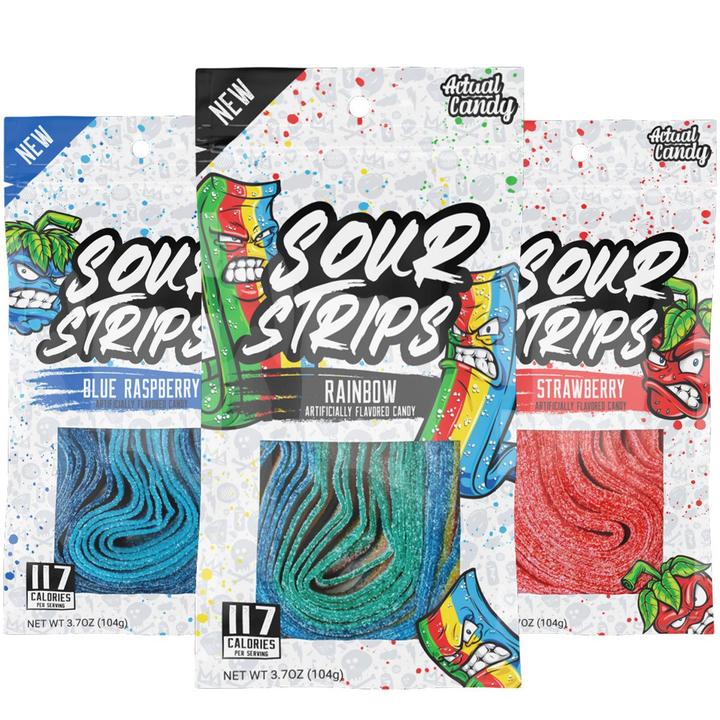 NEW
SOUR
STRIPS
BLUE RASPBERRY
ARTIFICIALLY FLAVORED CANDY
117
CALORIES
PER SERVING
NET WT 3.7OZ (104g)
NEW
Actual
Candy
SOUR
STRIPS
RAINBOW
ARTIFICIALLY FLAVORED CANDY
117
CALORIES
PER SERVING
NET WT 3.7OZ (104g)
Actual
Candy
SOUR
STRIPS
STRAWBERRY
ARTIFICIALLY FLAVORED CANDY
7OZ (104g)